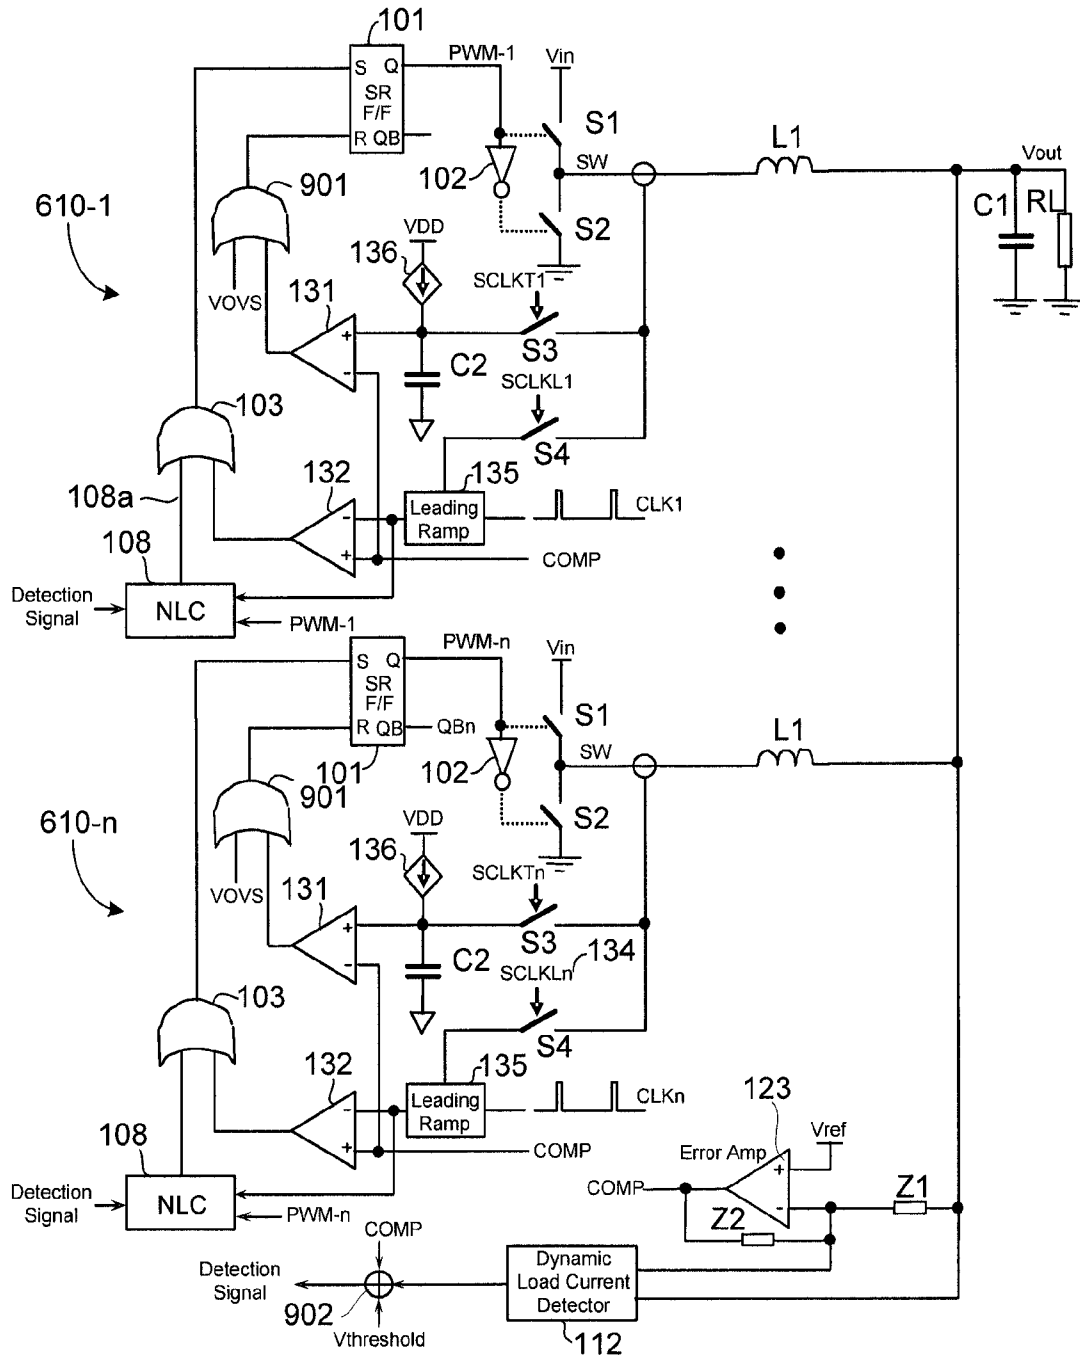 101
PWM-1
Vin
S Q
SR
F/F
R QB
S1
L1
Vout
SW
102
901
610-1
S2
C1
RL
VDD
136
SCLKT1
VOVS
131
+
-
S3
C2
SCLKL1
103
S4
132
135
108a
-
+
Leading
Ramp
CLK1
COMP
108
Detection
Signal
NLC
PWM-1
PWM-n
Vin
S Q
SR
F/F
R QB
QBn
S1
L1
SW
101
102
901
610-n
S2
VDD
136
SCLKTn
VOVS
131
+
-
S3
134
C2
SCLKLn
103
S4
132
135
-
+
Leading
Ramp
CLKn
123
108
COMP
Error Amp
Vref
+
-
Detection
Signal
NLC
COMP
Z1
PWM-n
Z2
COMP
Detection
Signal
Dynamic
Load Current
Detector
902
Vthreshold
112